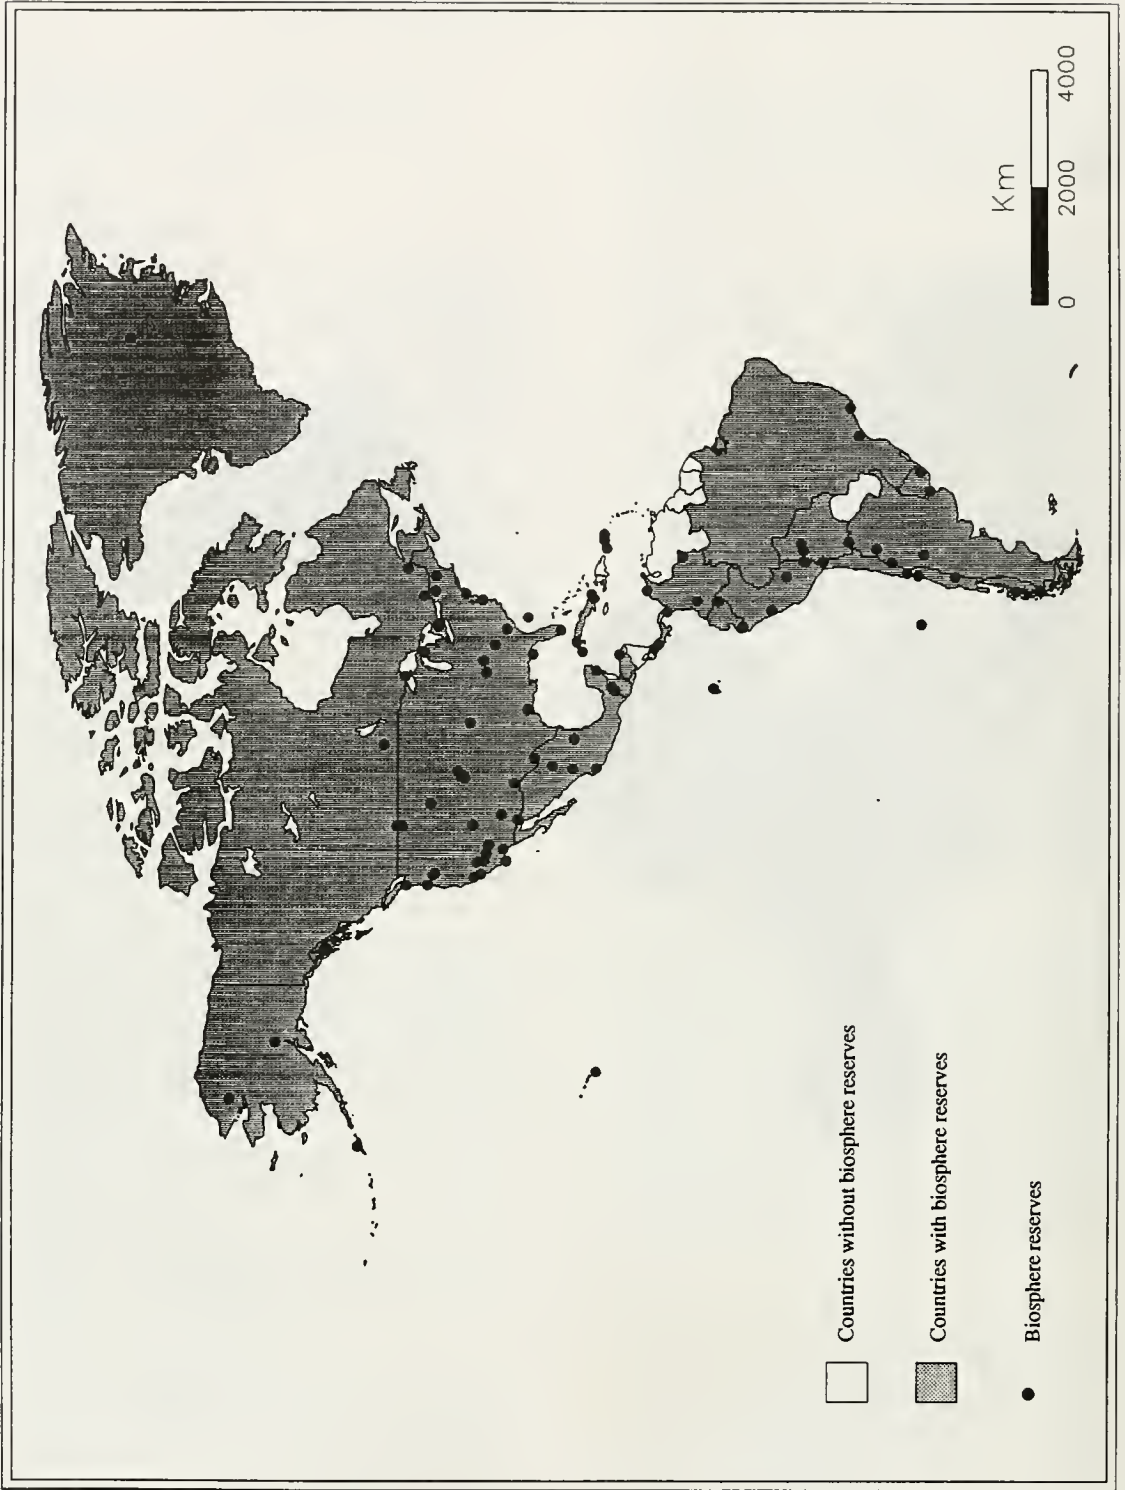 Km
0 2000 4000
Countries without biosphere reserves
Countries with biosphere reserves
Biosphere reserves